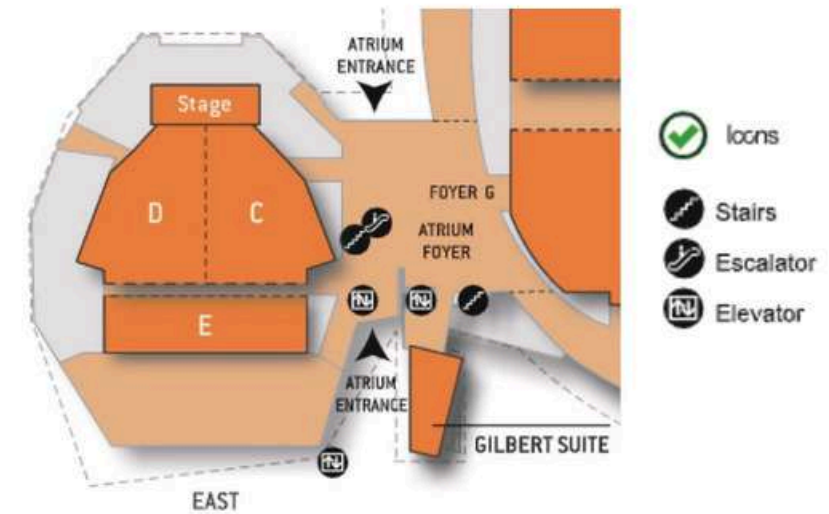 ATRIUM
ENTRANCE
Stage
Icons
D
C
FOYER G
ATRIUM
FOYER
Stairs
Escalator
Elevator
E
ATRIUM
ENTRANCE
GILBERT SUITE
EAST